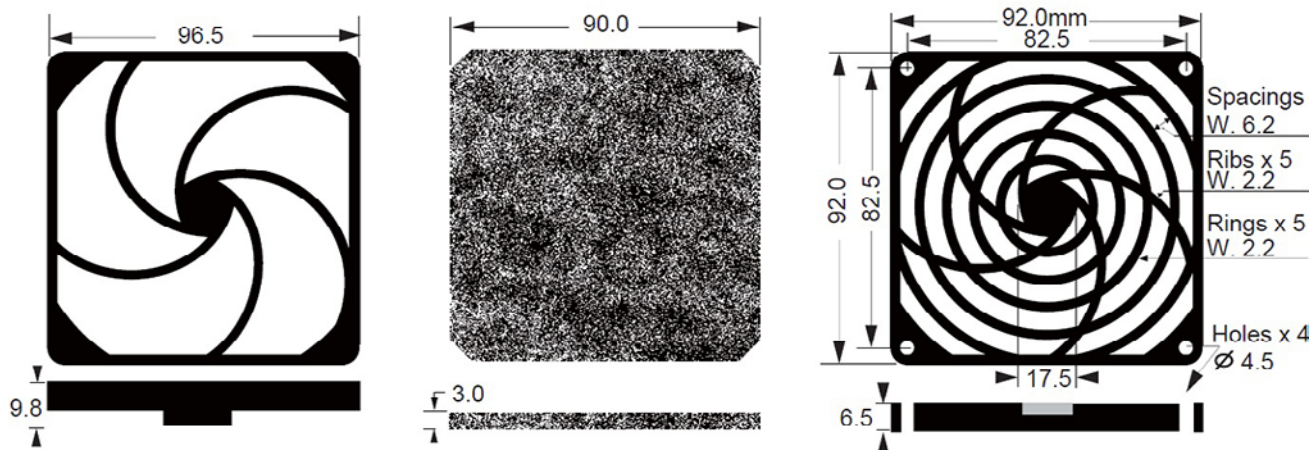 96.5
9.8
90.0
3.0
92.0mm
82.5
92.0
82.5
Spacings
W. 6.2
Ribs x 5
W. 2.2
Rings x 5
W. 2.2
Holes x 4
Ø 4.5
17.5
6.5